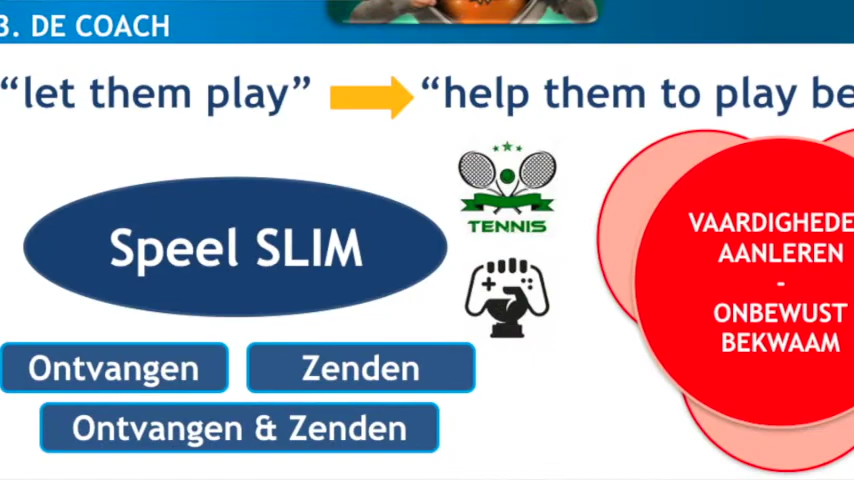 3. DE COACH
“let them play” “help them to play be
TENNIS
Speel SLIM
VAARDIGHEDE
AANLEREN
-
ONBEWUST
BEKWAAM
Ontvangen Zenden
Ontvangen & Zenden